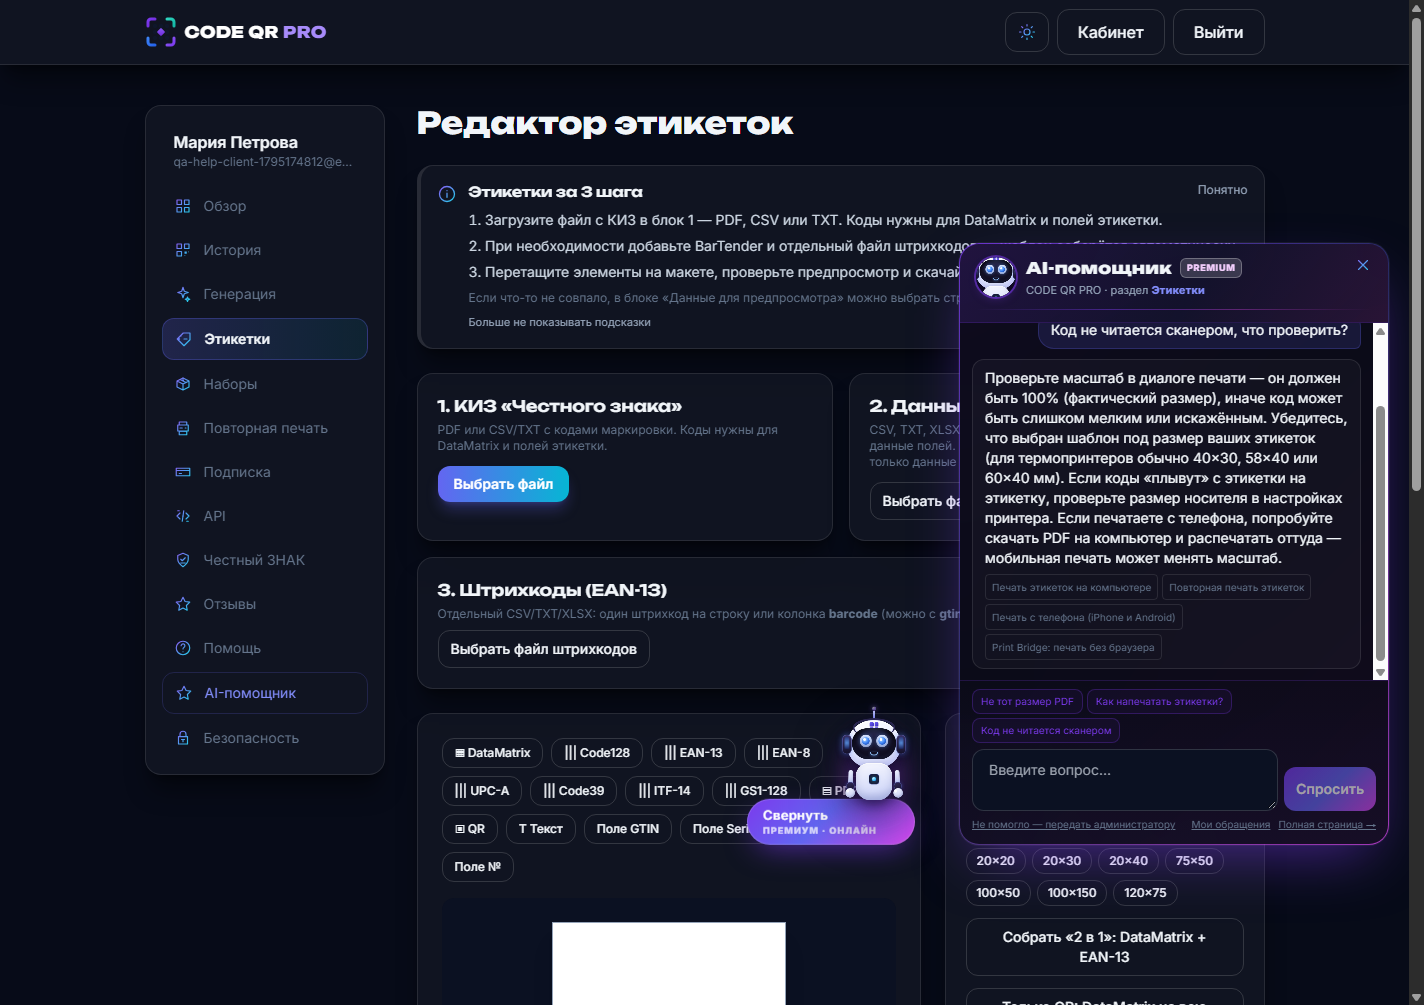 CODE QR PRO
Кабинет
Выйти
Мария Петрова
qa-help-client-1795174812@e...
Обзор
История
Генерация
Этикетки
Наборы
Повторная печать
Подписка
API
Честный ЗНАК
Отзывы
Помощь
AI-помощник
Безопасность
Редактор этикеток
Этикетки за 3 шага
Понятно
1. Загрузите файл с КИЗ в блок 1 — PDF, CSV или TXT. Коды нужны для DataMatrix и полей этикетки.
2. При необходимости добавьте BarTender и отдельный файл
3. Перетащите элементы на макете, проверьте предпросмотр и
Если что-то не совпало, в блоке «Данные для предпросмотра» можно выбрать
Больше не показывать подсказки
1. КИЗ «Честного знака»
PDF или CSV/TXT с кодами маркировки. Коды нужны для
DataMatrix и полей этикетки.
Выбрать файл
2.
CSV, TXT, XLSX
данные полей.
только данные
Выбрать
3. Штрихкоды (EAN-13)
Отдельный CSV/TXT/XLSX: один штрихкод на строку или колонка barcode (можно с
Выбрать файл штрихкодов
DataMatrix
Code128
EAN-13
EAN-8
UPC-A
Code39
ITF-14
GS1-128
QR
T Текст
Поле GTIN
Поле
Поле №
Свернуть
ПРЕМИУМ · ОНЛАЙН
AI-помощник
PREMIUM
CODE QR PRO · раздел Этикетки
Код не читается сканером, что проверить?
Проверьте масштаб в диалоге печати — он должен
быть 100% (фактический размер), иначе код может
быть слишком мелким или искажённым. Убедитесь,
что выбран шаблон под размер ваших этикеток
(для термопринтеров обычно 40×30, 58×40 или
60×40 мм). Если коды «плывут» с этикетки на
этикетку, проверьте размер носителя в настройках
принтера. Если печатаете с телефона, попробуйте
скачать PDF на компьютер и распечатать оттуда —
мобильная печать может менять масштаб.
Печать этикеток на компьютере
Повторная печать этикеток
Печать с телефона (iPhone и Android)
Print Bridge: печать без браузера
Не тот размер PDF
Как напечатать этикетки?
Код не читается сканером
Введите вопрос...
Спросить
Не помогло — передать администратору
Мои обращения
Полная страница →
20×20
20×30
20×40
75×50
100×50
100×150
120×75
Собрать «2 в 1»: DataMatrix +
EAN-13